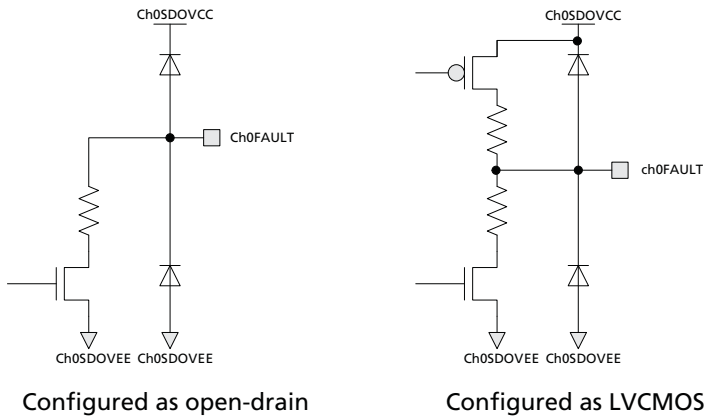 Ch0SDOVCC
Ch0FAULT
Ch0SDOVEE Ch0SDOVEE
Configured as open-drain
Ch0SDOVCC
ch0FAULT
Ch0SDOVEE Ch0SDOVEE
Configured as LVCMOS